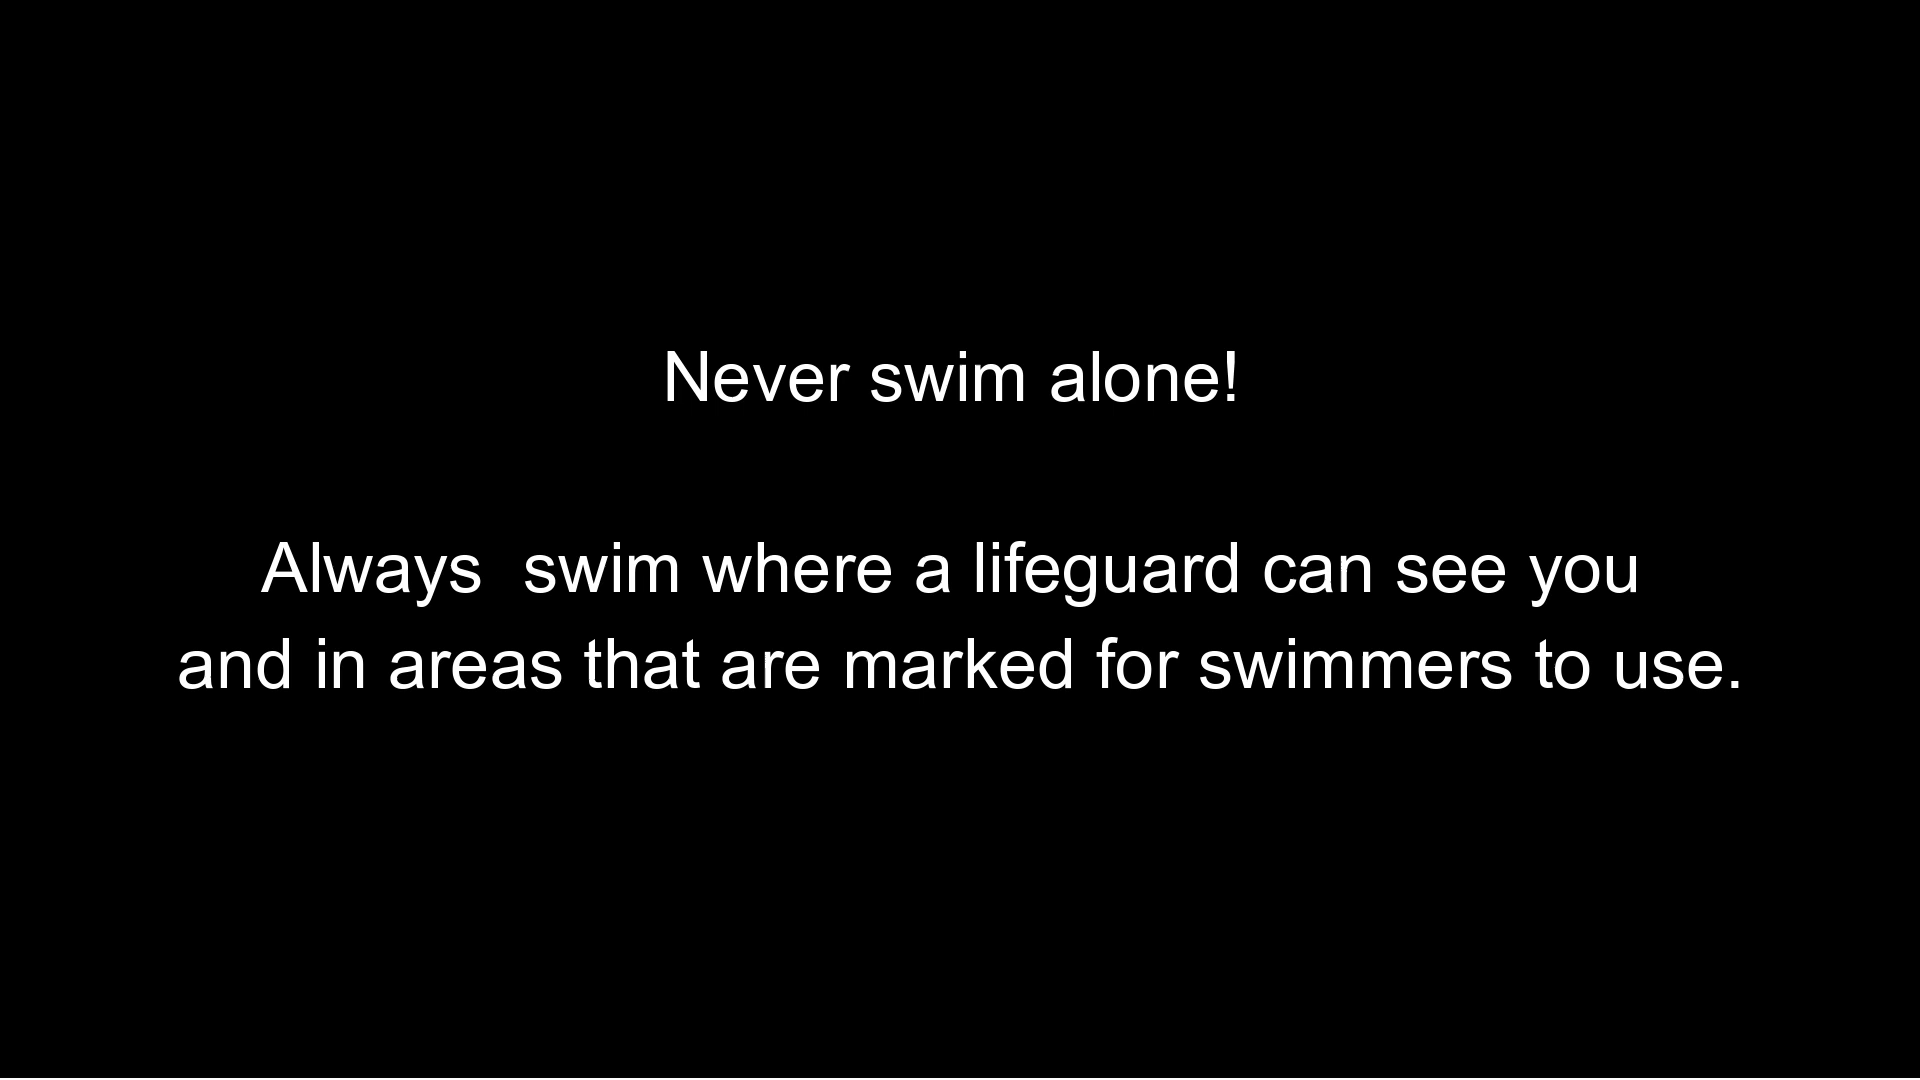 Never swim alone!
Always  swim where a lifeguard can see you
and in areas that are marked for swimmers to use.